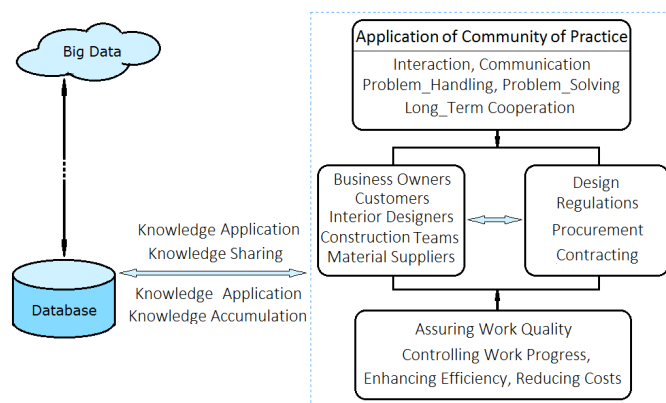 Big Data
Database
Knowledge Application
Knowledge Sharing
Knowledge Application
Knowledge Accumulation
Application of Community of Practice
Interaction, Communication
Problem_Handling, Problem_Solving
Long_Term Cooperation
Business Owners
Customers
Interior Designers
Construction Teams
Material Suppliers
Design
Regulations
Procurement
Contracting
Assuring Work Quality
Controlling Work Progress,
Enhancing Efficiency, Reducing Costs